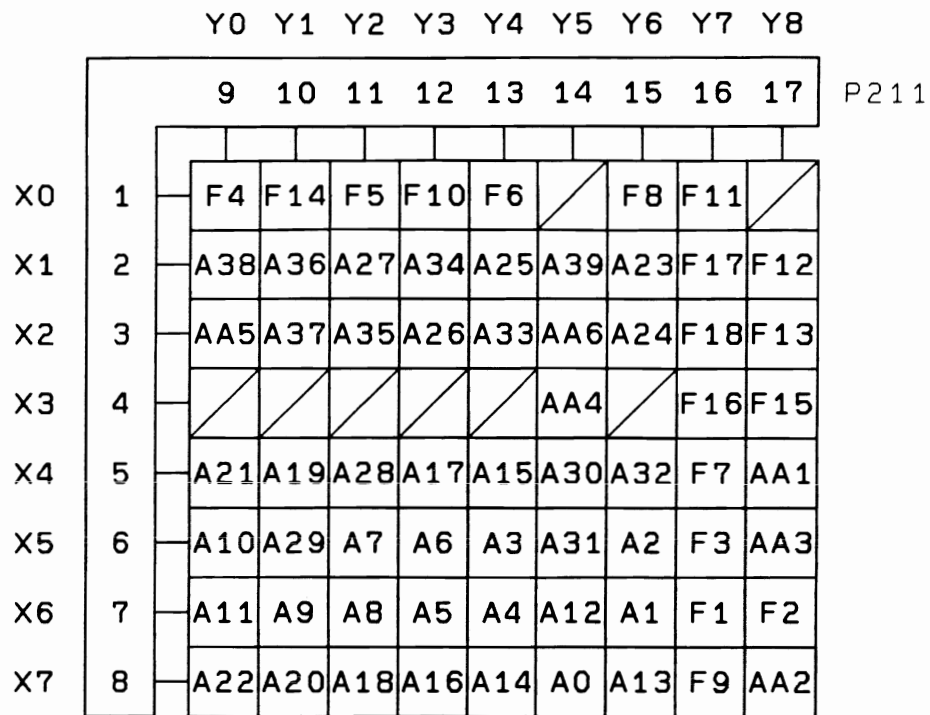 Y0 Y1 Y2 Y3 Y4 Y5 Y6 Y7 Y8
9 10 11 12 13 14 15 16 17 P211
X0 1 F4 F14 F5 F10 F6 F8 F11
X1 2 A38 A36 A27 A34 A25 A39 A23 F17 F12
X2 3 AA5 A37 A35 A26 A33 AA6 A24 F18 F13
X3 4 AA4 F16 F15
X4 5 A21 A19 A28 A17 A15 A30 A32 F7 AA1
X5 6 A10 A29 A7 A6 A3 A31 A2 F3 AA3
X6 7 A11 A9 A8 A5 A4 A12 A1 F1 F2
X7 8 A22 A20 A18 A16 A14 A0 A13 F9 AA2